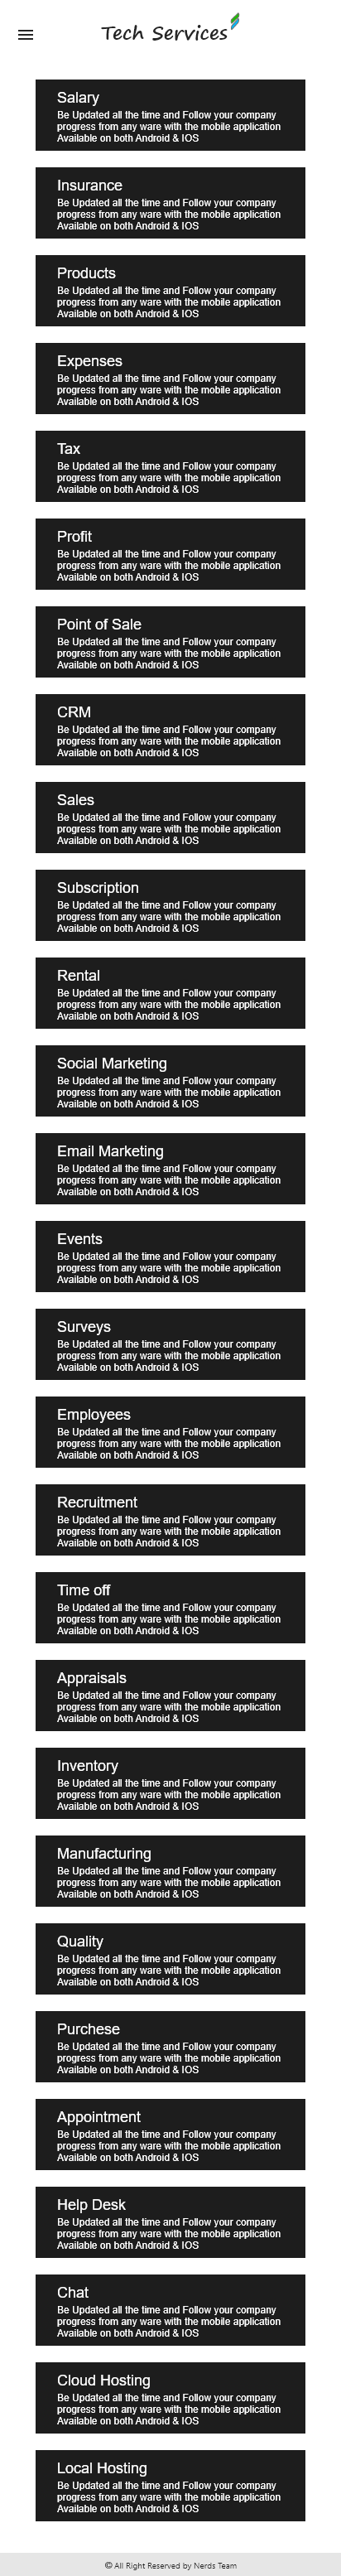 Tech Services
Salary
Be Updated all the time and Follow your company
progress from any ware with the mobile application
Available on both Android & IOS
Insurance
Be Updated all the time and Follow your company
progress from any ware with the mobile application
Available on both Android & IOS
Products
Be Updated all the time and Follow your company
progress from any ware with the mobile application
Available on both Android & IOS
Expenses
Be Updated all the time and Follow your company
progress from any ware with the mobile application
Available on both Android & IOS
Tax
Be Updated all the time and Follow your company
progress from any ware with the mobile application
Available on both Android & IOS
Profit
Be Updated all the time and Follow your company
progress from any ware with the mobile application
Available on both Android & IOS
Point of Sale
Be Updated all the time and Follow your company
progress from any ware with the mobile application
Available on both Android & IOS
CRM
Be Updated all the time and Follow your company
progress from any ware with the mobile application
Available on both Android & IOS
Sales
Be Updated all the time and Follow your company
progress from any ware with the mobile application
Available on both Android & IOS
Subscription
Be Updated all the time and Follow your company
progress from any ware with the mobile application
Available on both Android & IOS
Rental
Be Updated all the time and Follow your company
progress from any ware with the mobile application
Available on both Android & IOS
Social Marketing
Be Updated all the time and Follow your company
progress from any ware with the mobile application
Available on both Android & IOS
Email Marketing
Be Updated all the time and Follow your company
progress from any ware with the mobile application
Available on both Android & IOS
Events
Be Updated all the time and Follow your company
progress from any ware with the mobile application
Available on both Android & IOS
Surveys
Be Updated all the time and Follow your company
progress from any ware with the mobile application
Available on both Android & IOS
Employees
Be Updated all the time and Follow your company
progress from any ware with the mobile application
Available on both Android & IOS
Recruitment
Be Updated all the time and Follow your company
progress from any ware with the mobile application
Available on both Android & IOS
Time off
Be Updated all the time and Follow your company
progress from any ware with the mobile application
Available on both Android & IOS
Appraisals
Be Updated all the time and Follow your company
progress from any ware with the mobile application
Available on both Android & IOS
Inventory
Be Updated all the time and Follow your company
progress from any ware with the mobile application
Available on both Android & IOS
Manufacturing
Be Updated all the time and Follow your company
progress from any ware with the mobile application
Available on both Android & IOS
Quality
Be Updated all the time and Follow your company
progress from any ware with the mobile application
Available on both Android & IOS
Purchese
Be Updated all the time and Follow your company
progress from any ware with the mobile application
Available on both Android & IOS
Appointment
Be Updated all the time and Follow your company
progress from any ware with the mobile application
Available on both Android & IOS
Help Desk
Be Updated all the time and Follow your company
progress from any ware with the mobile application
Available on both Android & IOS
Chat
Be Updated all the time and Follow your company
progress from any ware with the mobile application
Available on both Android & IOS
Cloud Hosting
Be Updated all the time and Follow your company
progress from any ware with the mobile application
Available on both Android & IOS
Local Hosting
Be Updated all the time and Follow your company
progress from any ware with the mobile application
Available on both Android & IOS
© All Right Reserved by Nerds Team